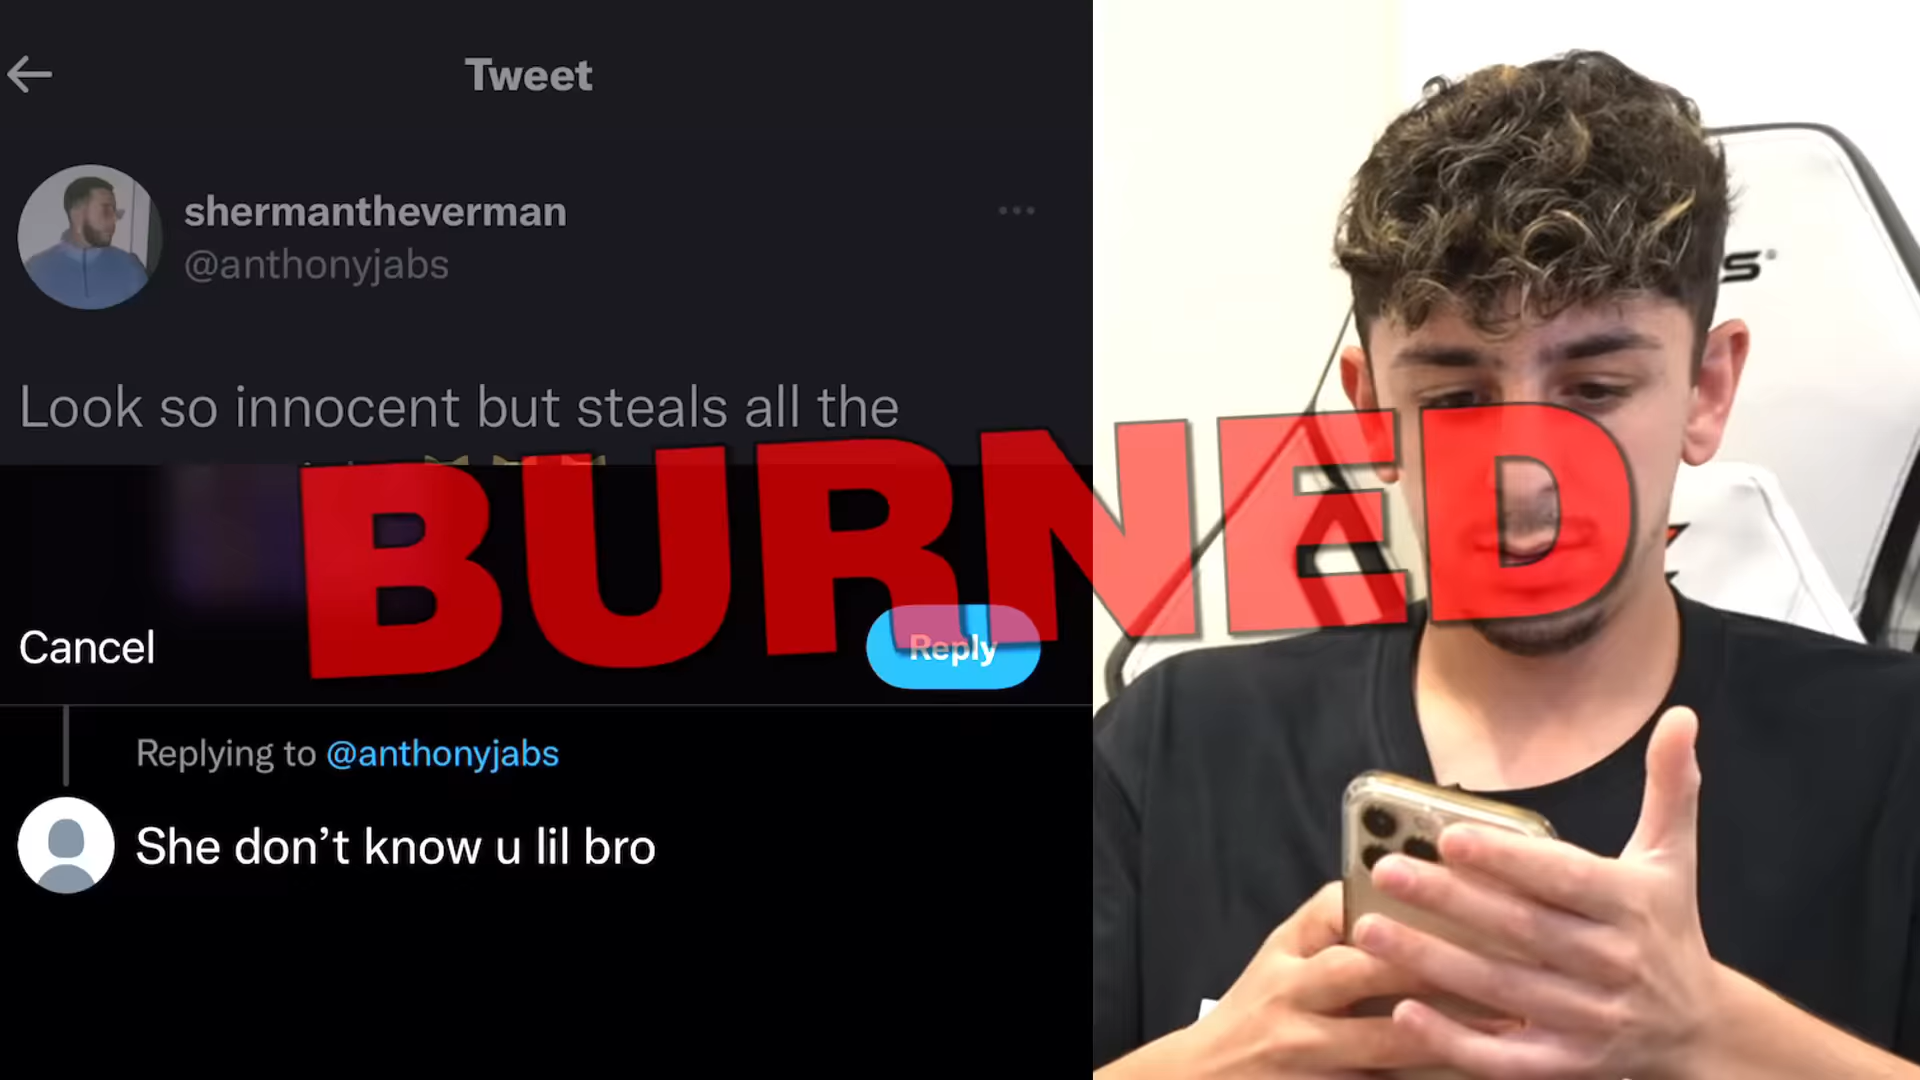 Tweet
shermantheverman
@anthonyjabs
Look so innocent but steals all the
BURNED
Cancel
Reply
Replying to @anthonyjabs
She don’t know u lil bro